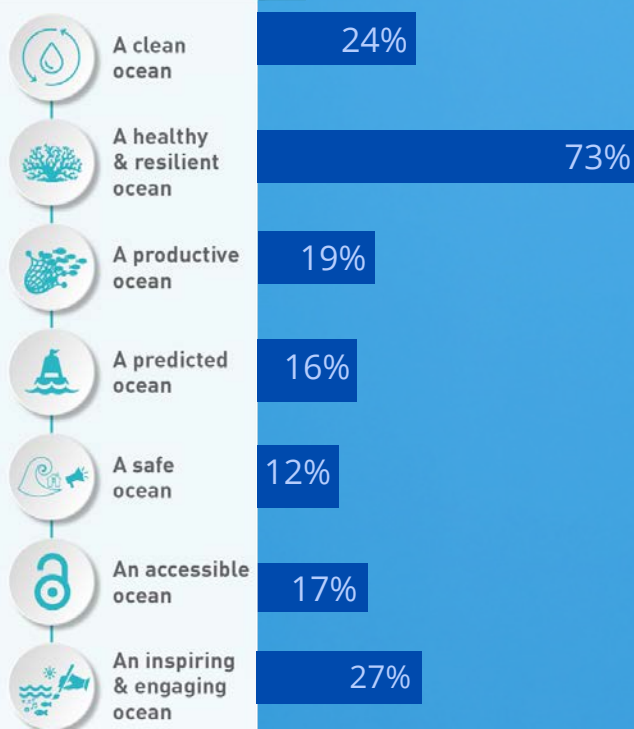 A clean
ocean
24%
A healthy
& resilient
ocean
73%
A productive
ocean
19%
A predicted
ocean
16%
A safe
ocean
12%
An accessible
ocean
17%
An inspiring
& engaging
ocean
27%